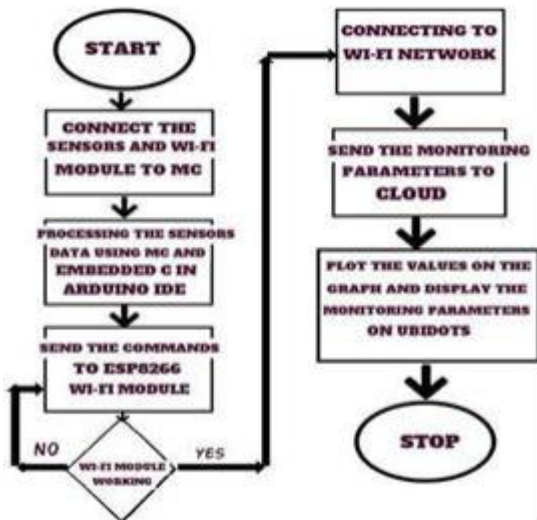 START
CONNECT THE
SENSORS AND WI-FI
MODULE TO MC
PROCESSING THE SENSORS
DATA USING MC AND
EMBEDDED C IN
ARDUINO IDE
SEND THE COMMANDS
TO ESP8266
WI-FI MODULE
NO
WI-FI MODULE
WORKING
YES
CONNECTING TO
WI-FI NETWORK
SEND THE MONITORING
PARAMETERS TO
CLOUD
PLOT THE VALUES ON THE
GRAPH AND DISPLAY THE
MONITORING PARAMETERS
ON UBIDOTS
STOP